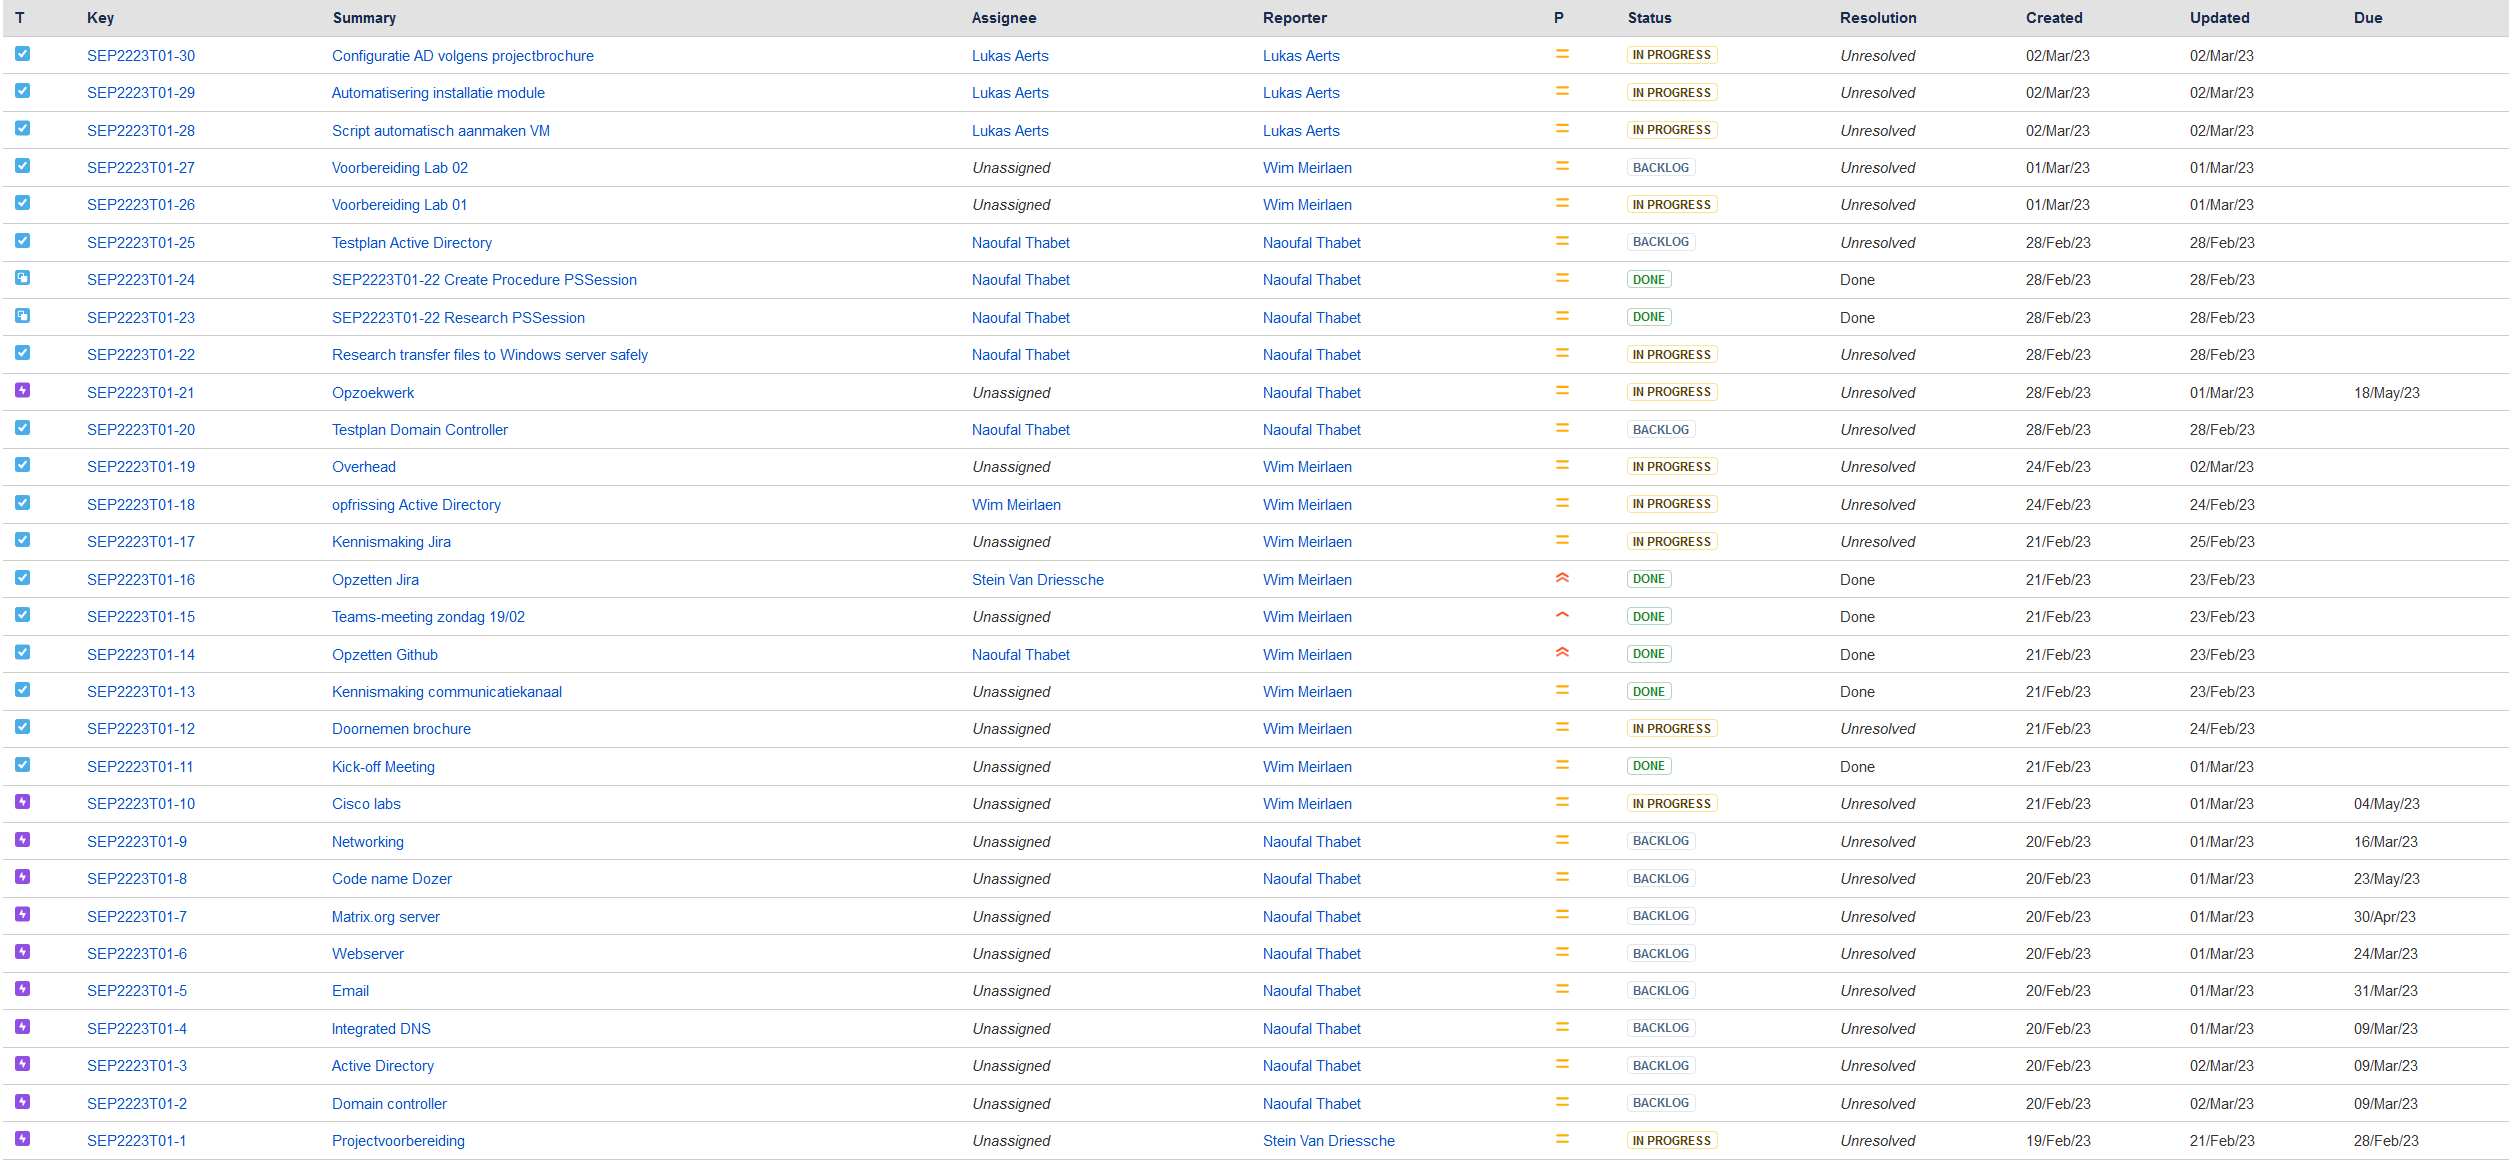 T Key Summary Assignee Reporter P Status Resolution Created Updated Due
SEP2223T01-30 Configuratie AD volgens projectbrochure Lukas Aerts Lukas Aerts IN PROGRESS Unresolved 02/Mar/23 02/Mar/23
SEP2223T01-29 Automatisering installatie module Lukas Aerts Lukas Aerts IN PROGRESS Unresolved 02/Mar/23 02/Mar/23
SEP2223T01-28 Script automatisch aanmaken VM Lukas Aerts Lukas Aerts IN PROGRESS Unresolved 02/Mar/23 02/Mar/23
SEP2223T01-27 Voorbereiding Lab 02 Unassigned Wim Meirlaen BACKLOG Unresolved 01/Mar/23 01/Mar/23
SEP2223T01-26 Voorbereiding Lab 01 Unassigned Wim Meirlaen IN PROGRESS Unresolved 01/Mar/23 01/Mar/23
SEP2223T01-25 Testplan Active Directory Naoufal Thabet Naoufal Thabet BACKLOG Unresolved 28/Feb/23 28/Feb/23
SEP2223T01-24 SEP2223T01-22 Create Procedure PSSession Naoufal Thabet Naoufal Thabet DONE Done 28/Feb/23 28/Feb/23
SEP2223T01-23 SEP2223T01-22 Research PSSession Naoufal Thabet Naoufal Thabet DONE Done 28/Feb/23 28/Feb/23
SEP2223T01-22 Research transfer files to Windows server safely Naoufal Thabet Naoufal Thabet IN PROGRESS Unresolved 28/Feb/23 28/Feb/23
SEP2223T01-21 Opzoekwerk Unassigned Naoufal Thabet IN PROGRESS Unresolved 28/Feb/23 01/Mar/23 18/May/23
SEP2223T01-20 Testplan Domain Controller Naoufal Thabet Naoufal Thabet BACKLOG Unresolved 28/Feb/23 28/Feb/23
SEP2223T01-19 Overhead Unassigned Wim Meirlaen IN PROGRESS Unresolved 24/Feb/23 02/Mar/23
SEP2223T01-18 opfrissing Active Directory Wim Meirlaen Wim Meirlaen IN PROGRESS Unresolved 24/Feb/23 24/Feb/23
SEP2223T01-17 Kennismaking Jira Unassigned Wim Meirlaen IN PROGRESS Unresolved 21/Feb/23 25/Feb/23
SEP2223T01-16 Opzetten Jira Stein Van Driessche Wim Meirlaen DONE Done 21/Feb/23 23/Feb/23
SEP2223T01-15 Teams-meeting zondag 19/02 Unassigned Wim Meirlaen DONE Done 21/Feb/23 23/Feb/23
SEP2223T01-14 Opzetten Github Naoufal Thabet Wim Meirlaen DONE Done 21/Feb/23 23/Feb/23
SEP2223T01-13 Kennismaking communicatiekanaal Unassigned Wim Meirlaen DONE Done 21/Feb/23 23/Feb/23
SEP2223T01-12 Doornemen brochure Unassigned Wim Meirlaen IN PROGRESS Unresolved 21/Feb/23 24/Feb/23
SEP2223T01-11 Kick-off Meeting Unassigned Wim Meirlaen DONE Done 21/Feb/23 01/Mar/23
SEP2223T01-10 Cisco labs Unassigned Wim Meirlaen IN PROGRESS Unresolved 21/Feb/23 01/Mar/23 04/May/23
SEP2223T01-9 Networking Unassigned Naoufal Thabet BACKLOG Unresolved 20/Feb/23 01/Mar/23 16/Mar/23
SEP2223T01-8 Code name Dozer Unassigned Naoufal Thabet BACKLOG Unresolved 20/Feb/23 01/Mar/23 23/May/23
SEP2223T01-7 Matrix.org server Unassigned Naoufal Thabet BACKLOG Unresolved 20/Feb/23 01/Mar/23 30/Apr/23
SEP2223T01-6 Webserver Unassigned Naoufal Thabet BACKLOG Unresolved 20/Feb/23 01/Mar/23 24/Mar/23
SEP2223T01-5 Email Unassigned Naoufal Thabet BACKLOG Unresolved 20/Feb/23 01/Mar/23 31/Mar/23
SEP2223T01-4 Integrated DNS Unassigned Naoufal Thabet BACKLOG Unresolved 20/Feb/23 01/Mar/23 09/Mar/23
SEP2223T01-3 Active Directory Unassigned Naoufal Thabet BACKLOG Unresolved 20/Feb/23 02/Mar/23 09/Mar/23
SEP2223T01-2 Domain controller Unassigned Naoufal Thabet BACKLOG Unresolved 20/Feb/23 02/Mar/23 09/Mar/23
SEP2223T01-1 Projectvoorbereiding Unassigned Stein Van Driessche IN PROGRESS Unresolved 19/Feb/23 21/Feb/23 28/Feb/23